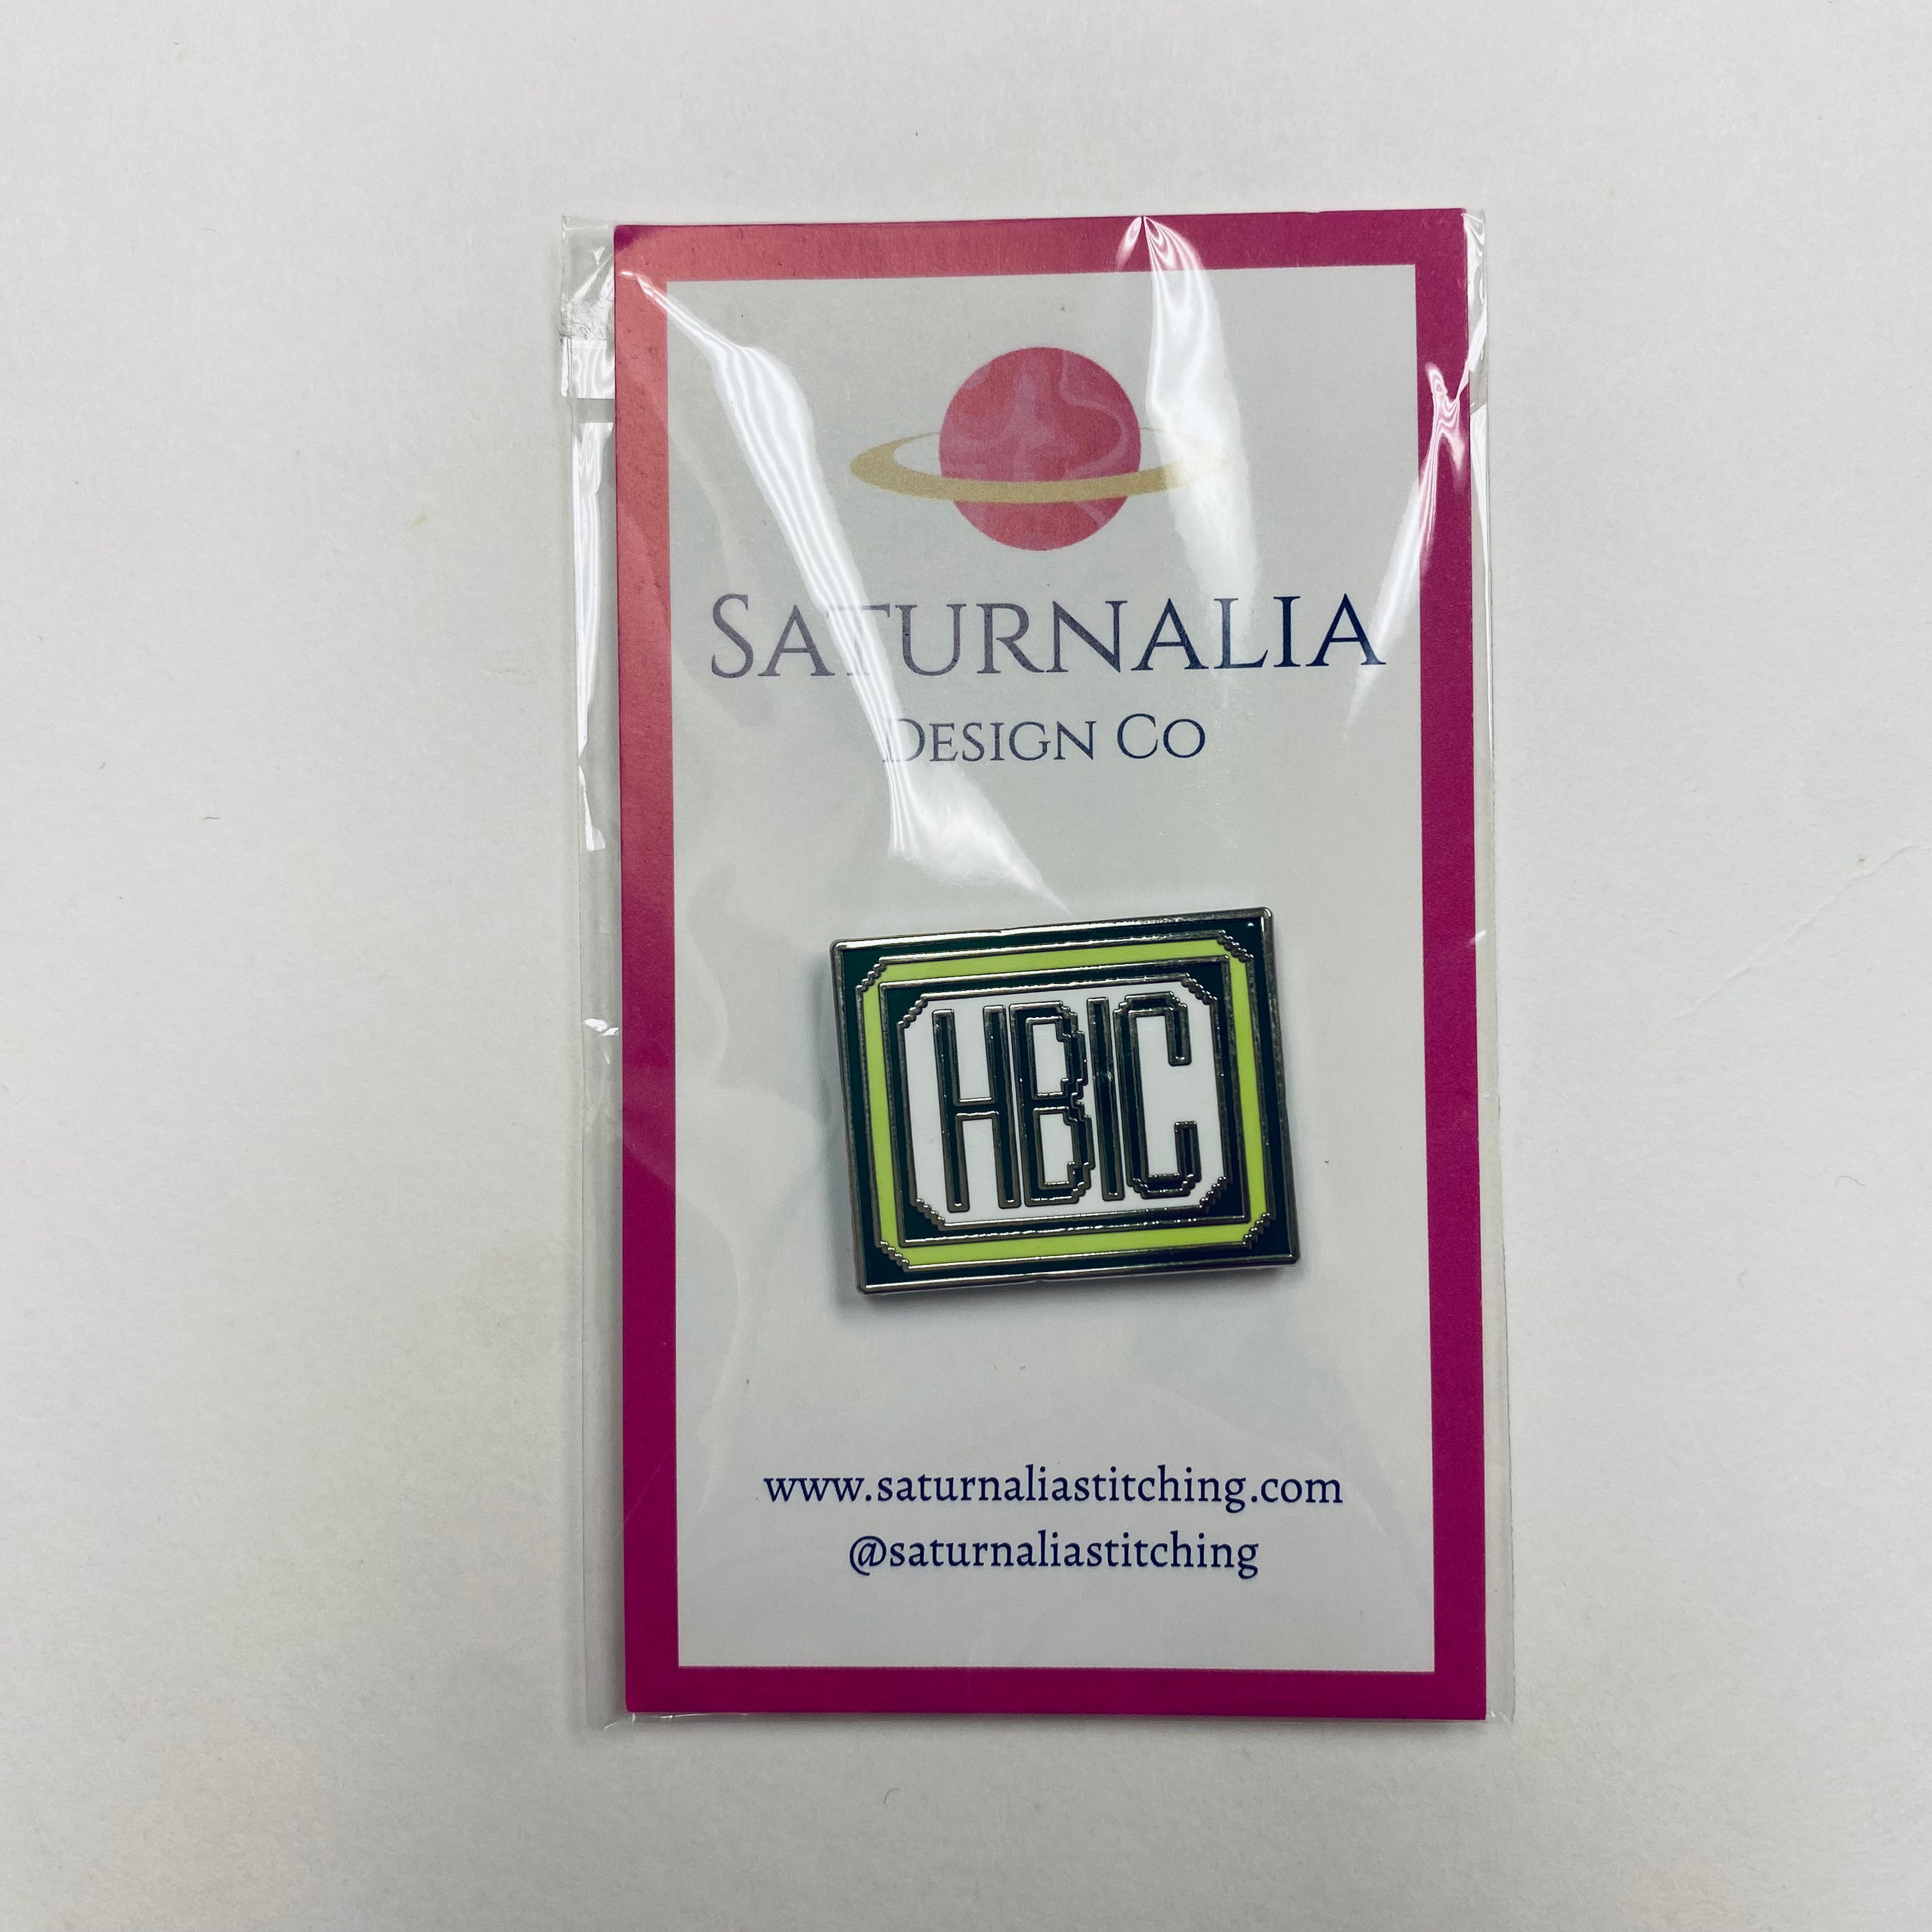 SATURNALIA
DESIGN CO
HBIC
www.saturnaliastitching.com
@saturnaliastitching